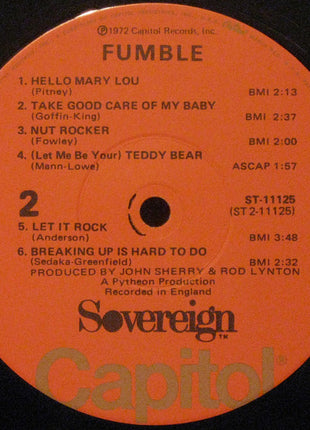 ℗1972 Capitol Records, Inc.
FUMBLE
1. HELLO MARY LOU
(Pitney) BMI 2:13
2. TAKE GOOD CARE OF MY BABY
(Goffin-King) BMI 2:37
3. NUT ROCKER
(Fowley) BMI 2:00
4. (Let Me Be Your) TEDDY BEAR
(Mann-Lowe) ASCAP 1:57
2 ST-11125
(ST 2-11125)
5. LET IT ROCK
(Anderson) BMI 3:48
6. BREAKING UP IS HARD TO DO
(Sedaka-Greenfield) BMI 2:32
PRODUCED BY JOHN SHERRY & ROD LYNTON
A Pytheon Production
Recorded in England
Sovereign TM
Capitol®